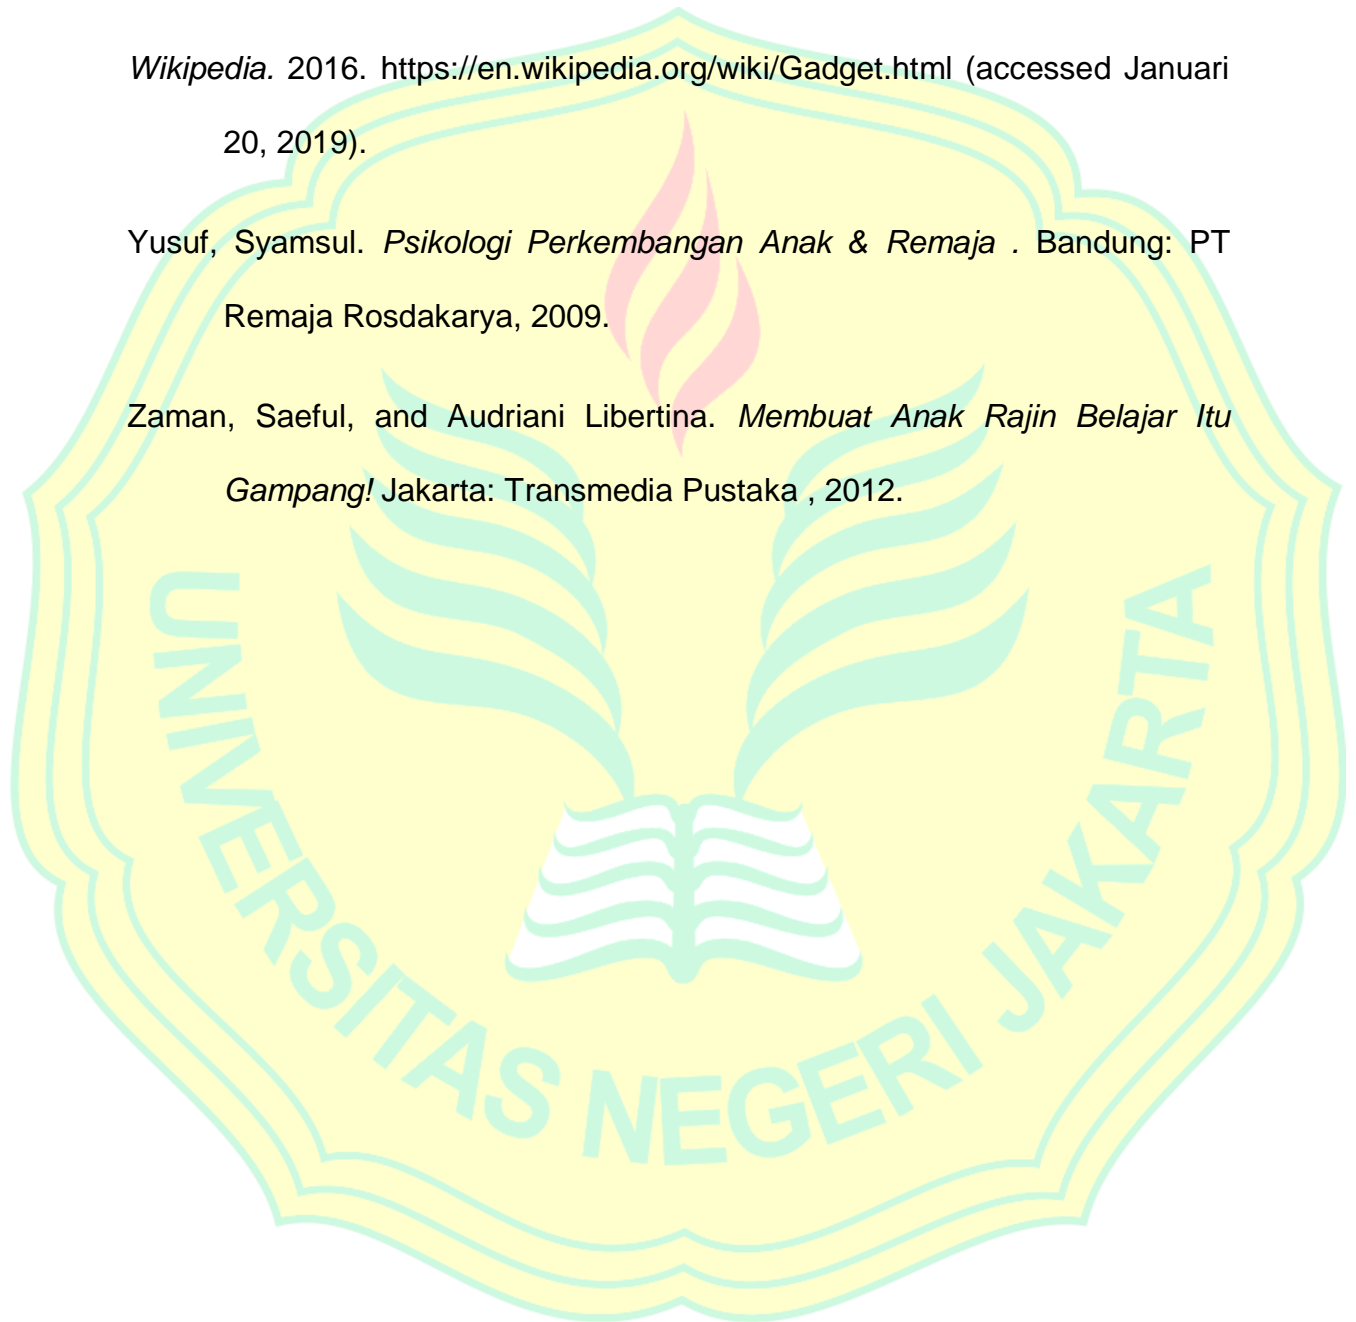 Wikipedia. 2016. https://en.wikipedia.org/wiki/Gadget.html (accessed Januari
20, 2019).
Yusuf, Syamsul. Psikologi Perkembangan Anak & Remaja . Bandung: PT
Remaja Rosdakarya, 2009.
Zaman, Saeful, and Audriani Libertina. Membuat Anak Rajin Belajar Itu
Gampang! Jakarta: Transmedia Pustaka , 2012.
UNIVERSITAS NEGERI JAKARTA